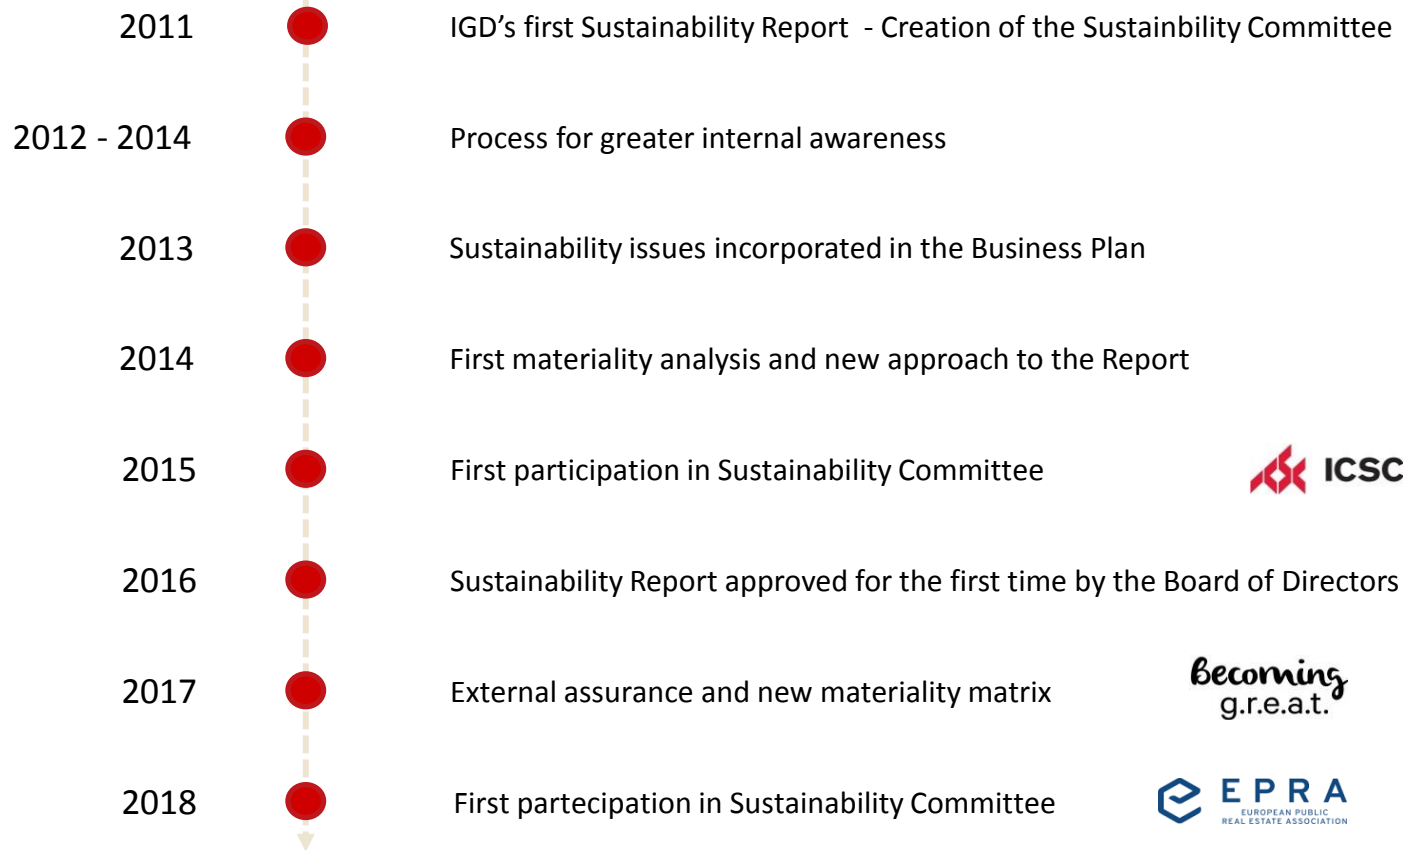 2011 IGD's first Sustainability Report - Creation of the Sustainbility Committee
2012 - 2014 Process for greater internal awareness
2013 Sustainability issues incorporated in the Business Plan
2014 First materiality analysis and new approach to the Report
2015 First participation in Sustainability Committee ICSC
2016 Sustainability Report approved for the first time by the Board of Directors
2017 External assurance and new materiality matrix
becoming
g.r.e.a.t.
2018 First partecipation in Sustainability Committee
EPRA
EUROPEAN PUBLIC
REAL ESTATE ASSOCIATION